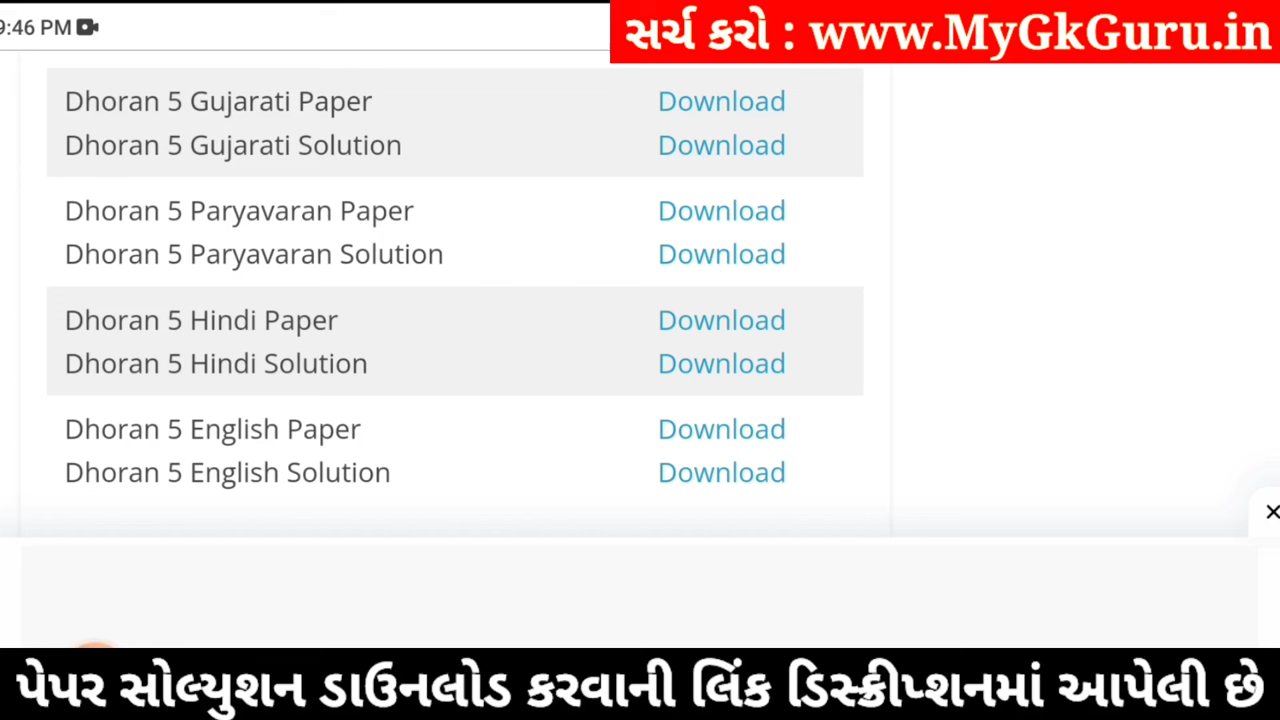 9:46 PM
સર્ચ કરો : www.MyGkGuru.in
Dhoran 5 Gujarati Paper Download
Dhoran 5 Gujarati Solution Download
Dhoran 5 Paryavaran Paper Download
Dhoran 5 Paryavaran Solution Download
Dhoran 5 Hindi Paper Download
Dhoran 5 Hindi Solution Download
Dhoran 5 English Paper Download
Dhoran 5 English Solution Download
પેપર સોલ્યુશન ડાઉનલોડ કરવાની લિંક ડિસ્ક્રીપ્શનમાં આપેલી છે